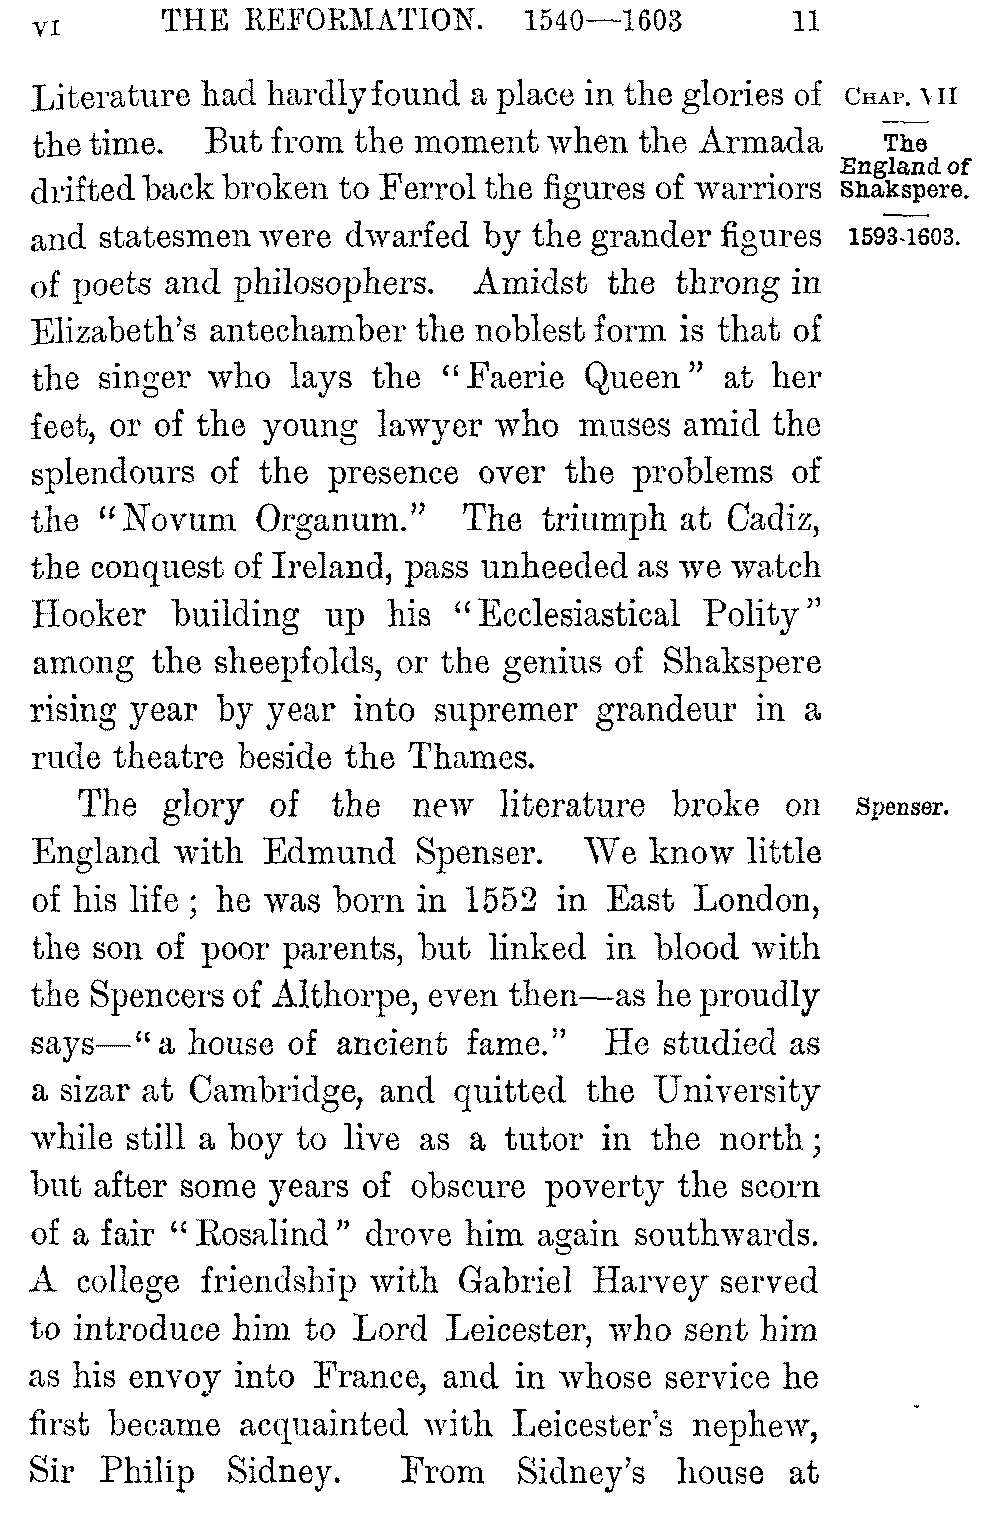 VI THE REFORMATION. 1540—1603 11
Literature had hardly found a place in the glories of
the time. But from the moment when the Armada
drifted back broken to Ferrol the figures of warriors
and statesmen were dwarfed by the grander figures
of poets and philosophers. Amidst the throng in
Elizabeth's antechamber the noblest form is that of
the singer who lays the "Faerie Queen" at her
feet, or of the young lawyer who muses amid the
splendours of the presence over the problems of
the "Novum Organum." The triumph at Cadiz,
the conquest of Ireland, pass unheeded as we watch
Hooker building up his "Ecclesiastical Polity"
among the sheepfolds, or the genius of Shakspere
rising year by year into supremer grandeur in a
rude theatre beside the Thames.
CHAP. VII
The
England of
Shakspere.
1593-1603.
The glory of the new literature broke on
England with Edmund Spenser. We know little
of his life; he was born in 1552 in East London,
the son of poor parents, but linked in blood with
the Spencers of Althorpe, even then—as he proudly
says—"a house of ancient fame." He studied as
a sizar at Cambridge, and quitted the University
while still a boy to live as a tutor in the north;
but after some years of obscure poverty the scorn
of a fair "Rosalind" drove him again southwards.
A college friendship with Gabriel Harvey served
to introduce him to Lord Leicester, who sent him
as his envoy into France, and in whose service he
first became acquainted with Leicester's nephew,
Sir Philip Sidney. From Sidney's house at
Spenser.